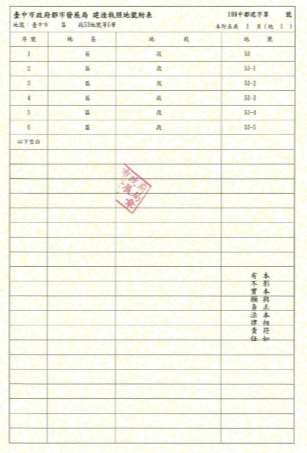 臺中市政府都市發展局 建造執照地號附表
109中都建字第 號
地號：臺中市 區 段53地號等6筆
本附表共 1 頁(第 1 頁)
序號 地區 地段 地號
1 區 段 53
2 區 段 53-1
3 區 段 53-2
4 區 段 53-3
5 區 段 53-4
6 區 段 53-5
以下空白
本影本與正本相符如
有不實願負法律責任